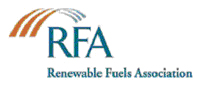 RFA
Renewable Fuels Association